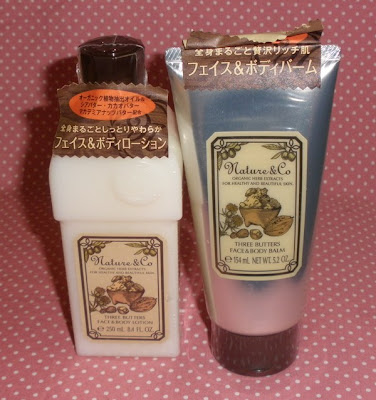 オーガニック植物抽出オイル&
シアバター・カカオバター
マカデミアナッツバター配合
全身まるごとしっとりやわらか
フェイス&ボディローション
Nature&Co
ORGANIC HERB EXTRACTS
FOR HEALTHY AND BEAUTIFUL SKIN.
THREE BUTTERS
FACE&BODY LOTION
℮ 250 mL 8.4 FL. OZ.
全身まるごと贅沢リッチ肌
フェイス&ボディバーム
Nature&Co
ORGANIC HERB EXTRACTS
FOR HEALTHY AND BEAUTIFUL SKIN.
THREE BUTTERS
FACE&BODY BALM
℮ 154 mL NET WT. 5.2 OZ.